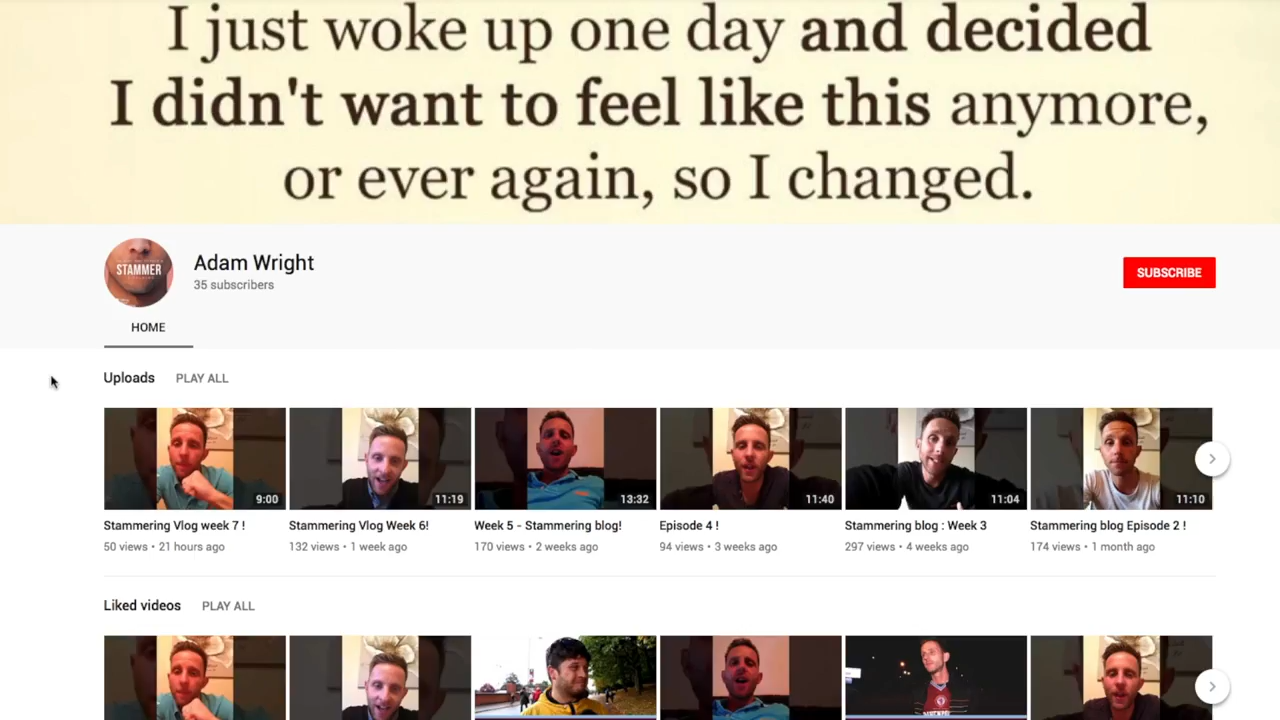 I just woke up one day and decided
I didn't want to feel like this anymore,
or ever again, so I changed.
STAMMER
Adam Wright
35 subscribers
SUBSCRIBE
HOME
Uploads PLAY ALL
9:00 11:19 13:32 11:40 11:04 11:10
Stammering Vlog week 7 ! Stammering Vlog Week 6! Week 5 - Stammering blog! Episode 4 ! Stammering blog : Week 3 Stammering blog Episode 2 !
50 views • 21 hours ago 132 views • 1 week ago 170 views • 2 weeks ago 94 views • 3 weeks ago 297 views • 4 weeks ago 174 views • 1 month ago
Liked videos PLAY ALL